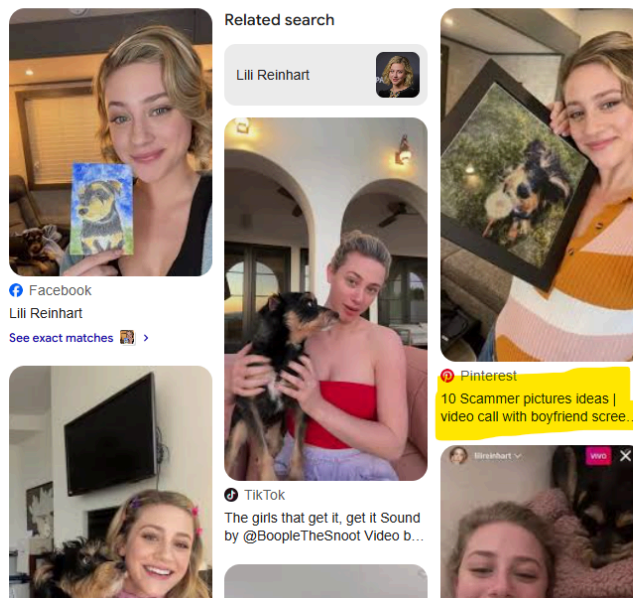 Related search
Lili Reinhart
Facebook
Lili Reinhart
See exact matches
TikTok
The girls that get it, get it Sound
by @BoopleTheSnoot Video b...
Pinterest
10 Scammer pictures ideas |
video call with boyfriend scree...
lilireinhart
VIVO